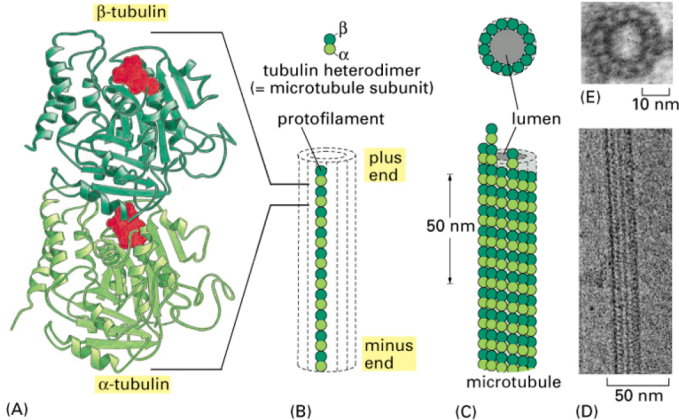 β-tubulin
(A)
α-tubulin
β
α
tubulin heterodimer
(= microtubule subunit)
protofilament
plus
end
minus
end
(B)
lumen
50 nm
microtubule
(C)
(E)
10 nm
50 nm
(D)